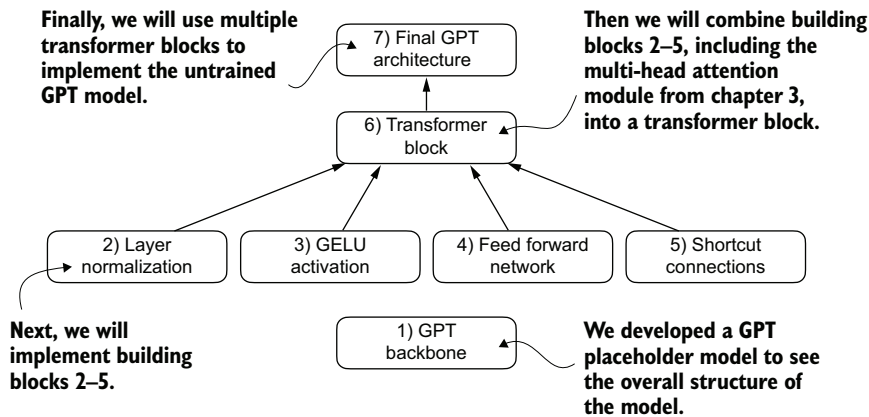 Finally, we will use multiple
transformer blocks to
implement the untrained
GPT model.
7) Final GPT
architecture
Then we will combine building
blocks 2–5, including the
multi-head attention
module from chapter 3,
into a transformer block.
6) Transformer
block
2) Layer
normalization
3) GELU
activation
4) Feed forward
network
5) Shortcut
connections
Next, we will
implement building
blocks 2–5.
1) GPT
backbone
We developed a GPT
placeholder model to see
the overall structure of
the model.